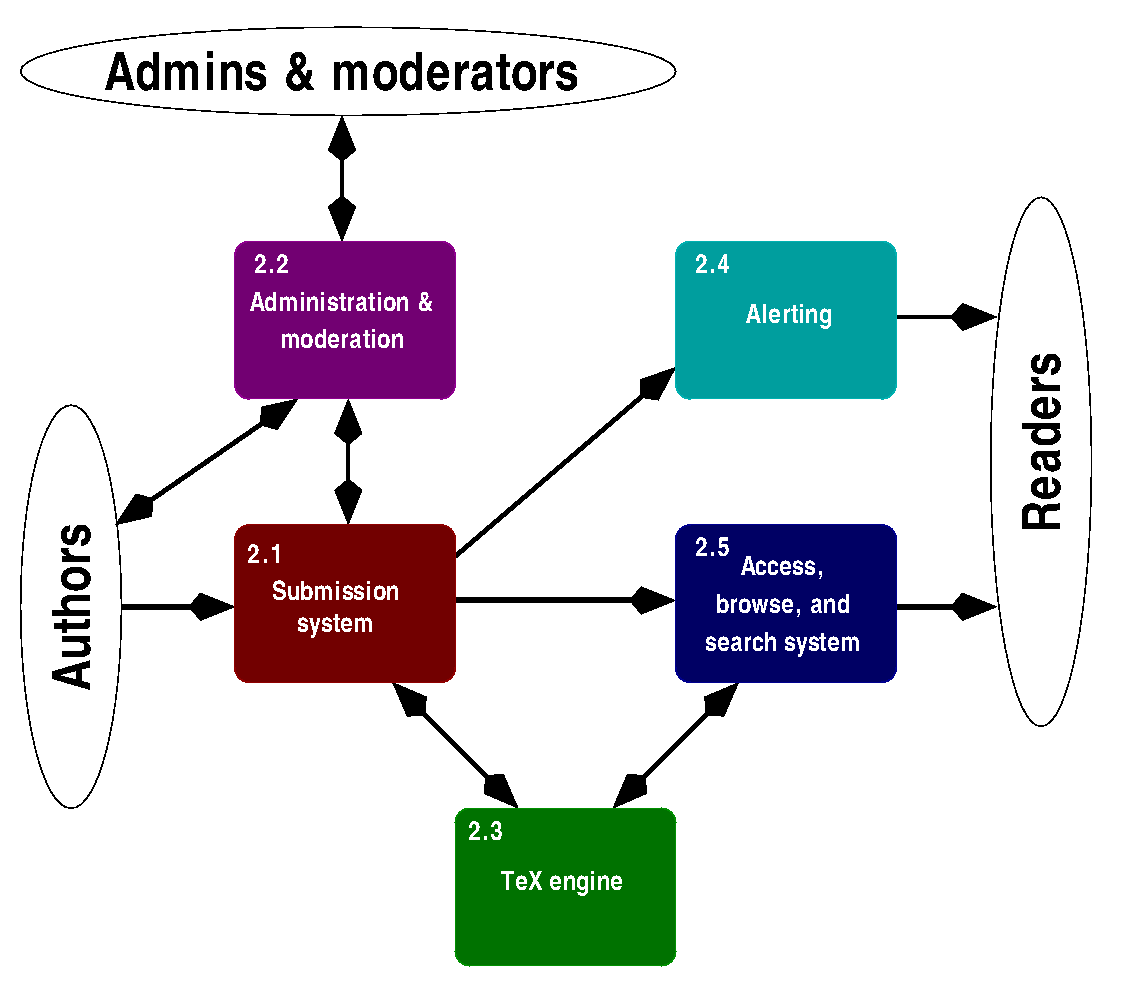 Admins & moderators
2.2
Administration &
moderation
2.4
Alerting
Readers
Authors
2.1
Submission
system
2.5
Access,
browse, and
search system
2.3
TeX engine